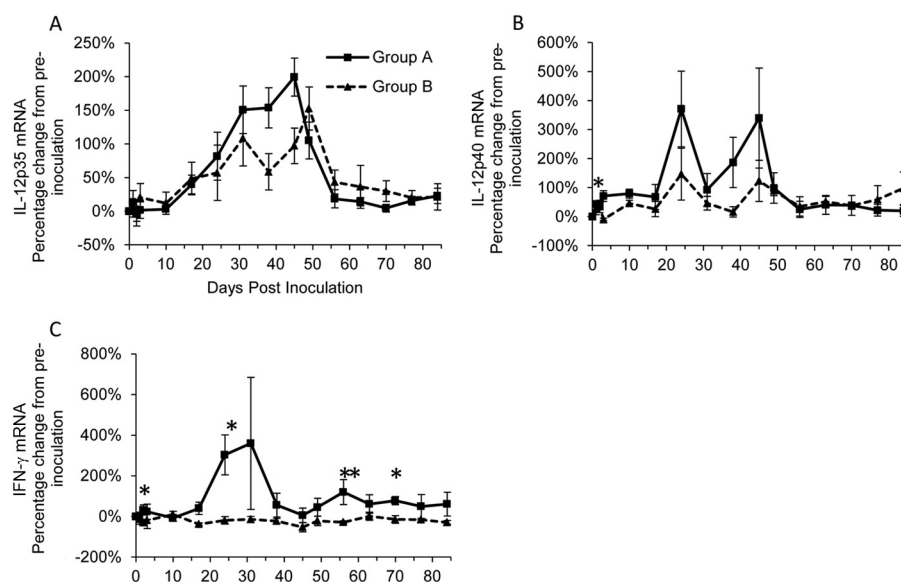 A
250%
200%
150%
100%
50%
0%
-50%
IL-12p35 mRNA
Percentage change from pre-
inoculation
Group A
Group B
0 10 20 30 40 50 60 70 80
Days Post Inoculation
B
600%
500%
400%
300%
200%
100%
0%
-100%
IL-12p40 mRNA
Percentage change from pre-
inoculation
*
0 10 20 30 40 50 60 70 80
C
800%
600%
400%
200%
0%
-200%
IFN-γ mRNA
Percentage change from pre-
inoculation
*
*
**
*
0 10 20 30 40 50 60 70 80